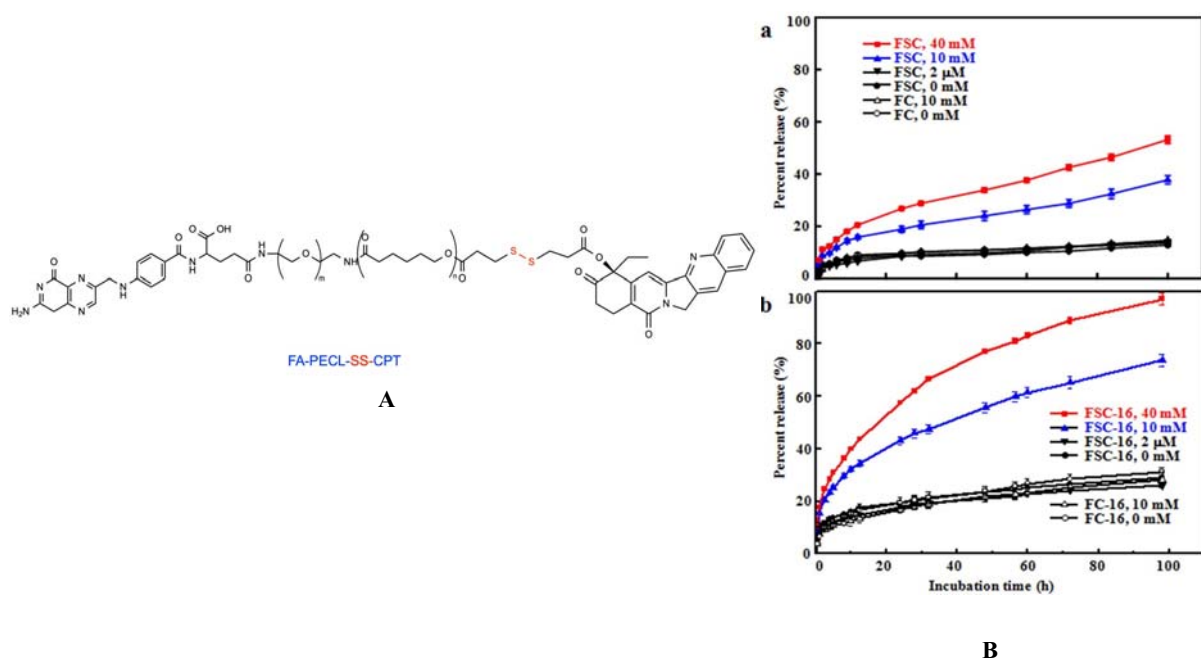 O
OH
O
O
N
H
O
H
N
O
m
NH
O
O
n
O
S
S
O
O
O
N
N
O
O
N
H₂N
N
N
N
H
FA-PECL-SS-CPT
A
a
100
80
60
40
20
0
Percent release (%)
FSC, 40 mM
FSC, 10 mM
FSC, 2 µM
FSC, 0 mM
FC, 10 mM
FC, 0 mM
b
100
80
60
40
20
0
Percent release (%)
FSC-16, 40 mM
FSC-16, 10 mM
FSC-16, 2 µM
FSC-16, 0 mM
FC-16, 10 mM
FC-16, 0 mM
0 20 40 60 80 100
Incubation time (h)
B